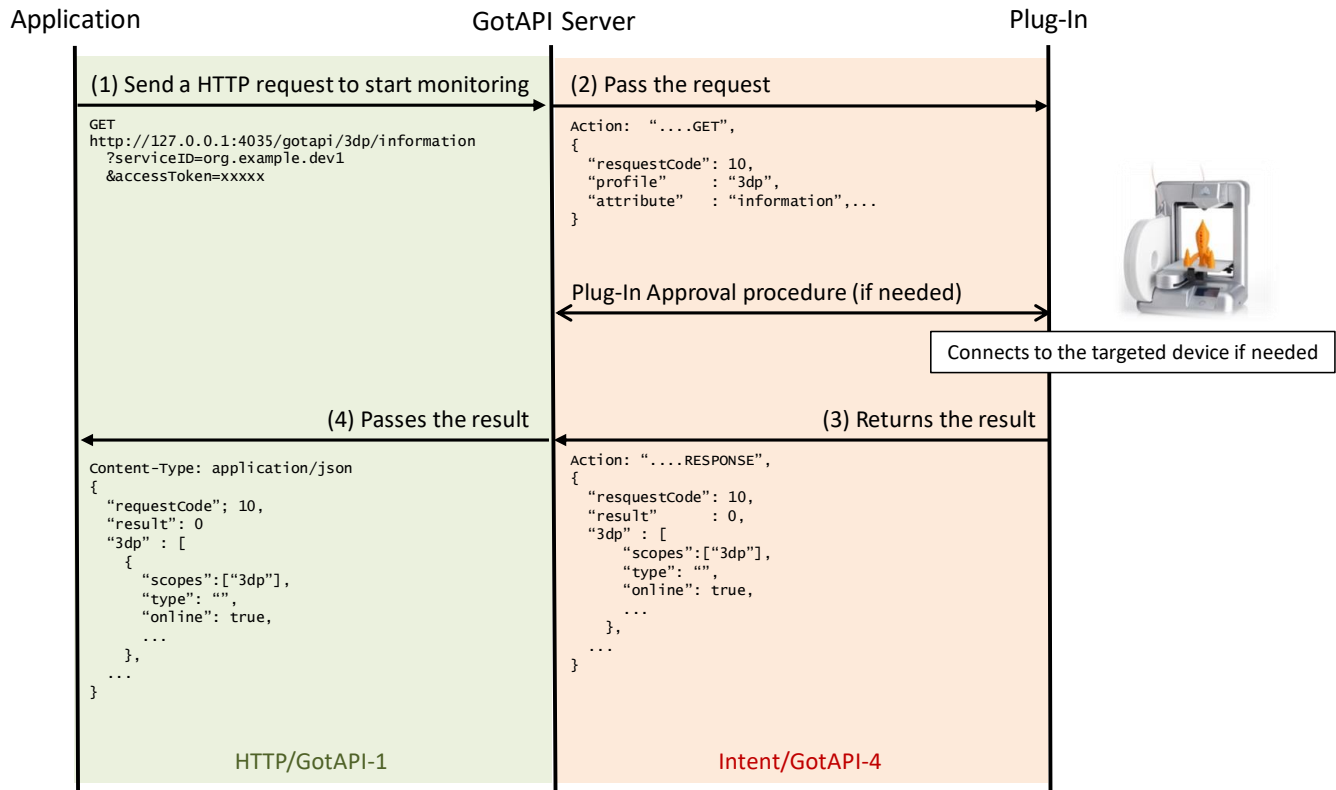 Application
GotAPI Server
Plug-In
(1) Send a HTTP request to start monitoring
GET
http://127.0.0.1:4035/gotapi/3dp/information
?serviceID=org.example.dev1
&accessToken=xxxxx
(2) Pass the request
Action: “....GET”,
{
“resquestCode": 10,
“profile” : “3dp”,
“attribute” : “information”,...
}
Plug-In Approval procedure (if needed)
Connects to the targeted device if needed
(4) Passes the result
Content-Type: application/json
{
“requestCode”; 10,
“result”: 0
“3dp” : [
{
“scopes”:[“3dp”],
“type”: “”,
“online”: true,
...
},
...
}
(3) Returns the result
Action: “....RESPONSE”,
{
“resquestCode": 10,
“result” : 0,
“3dp” : [
“scopes”:[“3dp”],
“type”: “”,
“online”: true,
...
},
...
}
HTTP/GotAPI-1
Intent/GotAPI-4